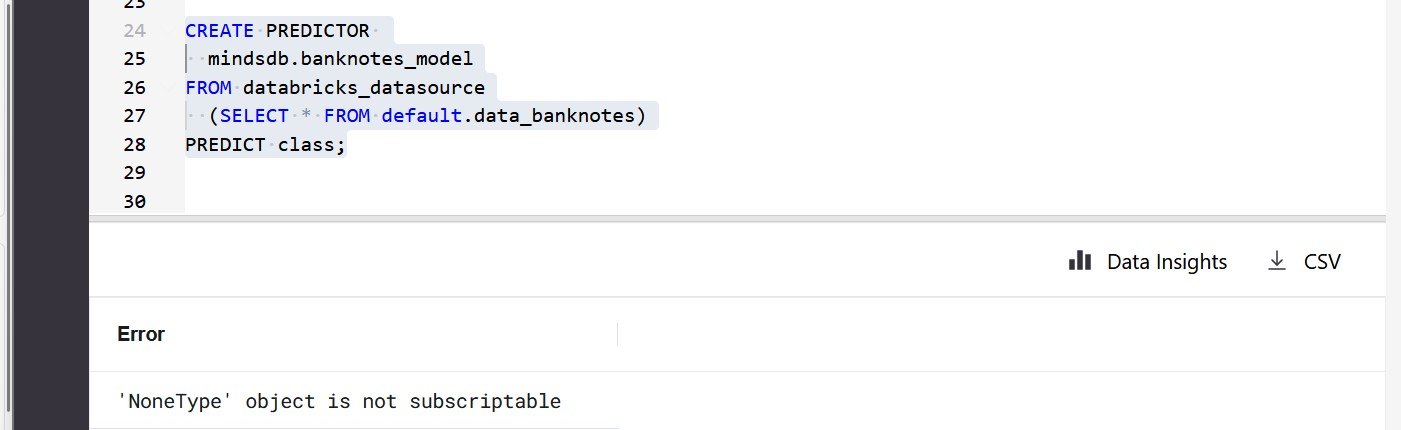 23
24 CREATE PREDICTOR
25 mindsdb.banknotes_model
26 FROM databricks_datasource
27 (SELECT * FROM default.data_banknotes)
28 PREDICT class;
29
30
Data Insights CSV
Error
'NoneType' object is not subscriptable